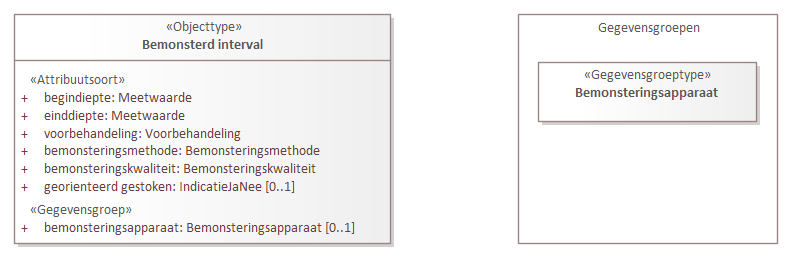 «Objecttype»
Bemonsterd interval
«Attribuutsoort»
+ begindiepte: Meetwaarde
+ einddiepte: Meetwaarde
+ voorbehandeling: Voorbehandeling
+ bemonsteringsmethode: Bemonsteringsmethode
+ bemonsteringskwaliteit: Bemonsteringskwaliteit
+ georienteerd gestoken: IndicatieJaNee [0..1]
«Gegevensgroep»
+ bemonsteringsapparaat: Bemonsteringsapparaat [0..1]
Gegevensgroepen
«Gegevensgroeptype»
Bemonsteringsapparaat